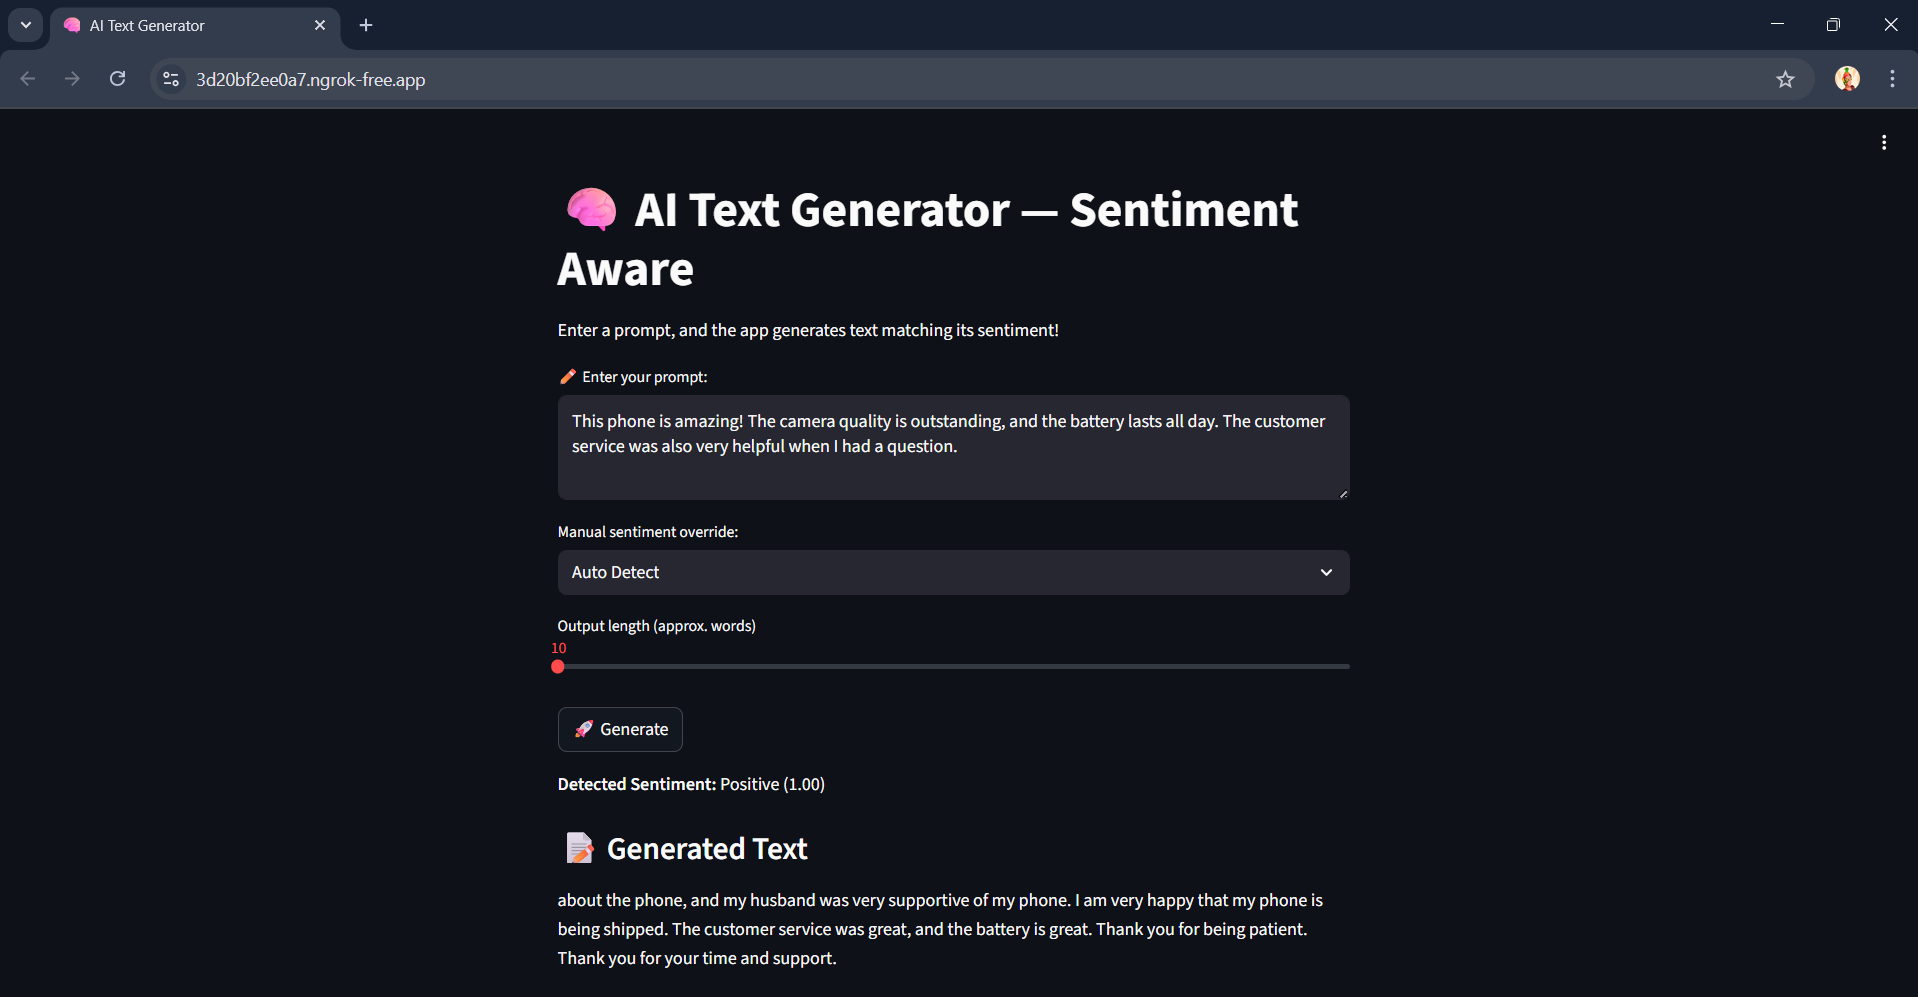 AI Text Generator
3d20bf2ee0a7.ngrok-free.app
AI Text Generator — Sentiment
Aware
Enter a prompt, and the app generates text matching its sentiment!
Enter your prompt:
This phone is amazing! The camera quality is outstanding, and the battery lasts all day. The customer
service was also very helpful when I had a question.
Manual sentiment override:
Auto Detect
Output length (approx. words)
10
Generate
Detected Sentiment: Positive (1.00)
Generated Text
about the phone, and my husband was very supportive of my phone. I am very happy that my phone is
being shipped. The customer service was great, and the battery is great. Thank you for being patient.
Thank you for your time and support.